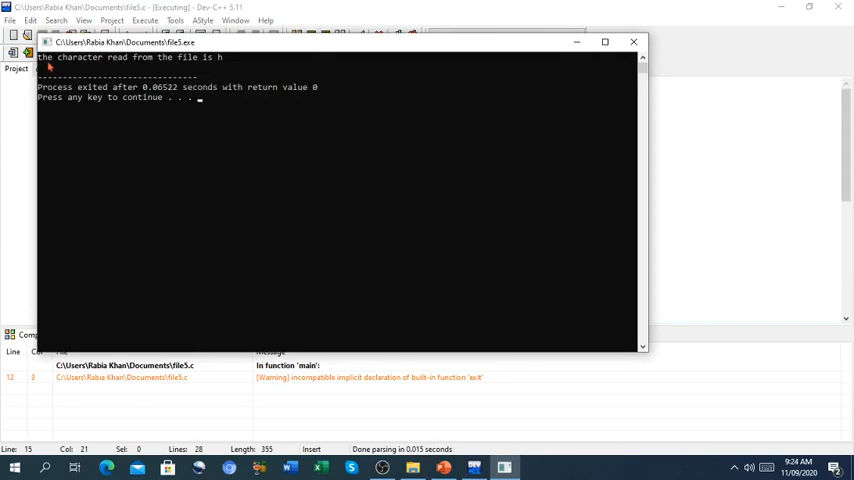 C:\Users\Rabia Khan\Documents\file5.c - [Executing] - Dev-C++ 5.11
File Edit Search View Project Execute Tools AStyle Window Help
C:\Users\Rabia Khan\Documents\file5.exe
Project
the character read from the file is h
--------------------------------
Process exited after 0.06522 seconds with return value 0
Press any key to continue . . .
Line
Message
C:\Users\Rabia Khan\Documents\file5.c In function 'main':
12 3 C:\Users\Rabia Khan\Documents\file5.c [Warning] incompatible implicit declaration of built-in function 'exit'
Line: 15 Col: 21 Sel: 0 Lines: 28 Length: 355 Insert Done parsing in 0.015 seconds
9:24 AM
11/09/2020